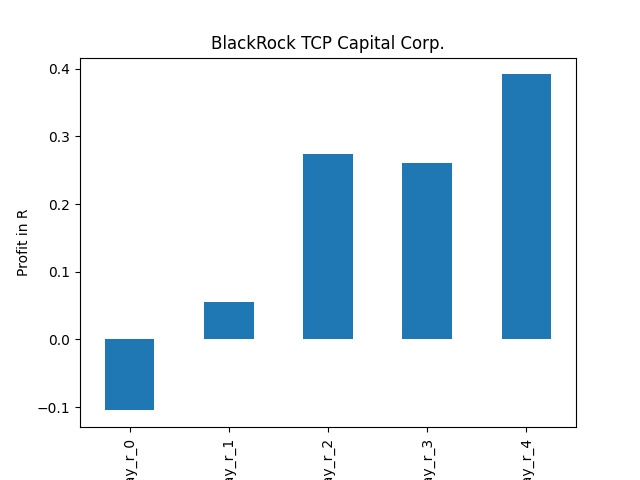 BlackRock TCP Capital Corp.
Profit in R
0.4
0.3
0.2
0.1
0.0
−0.1
ay_r_0
ay_r_1
ay_r_2
ay_r_3
ay_r_4